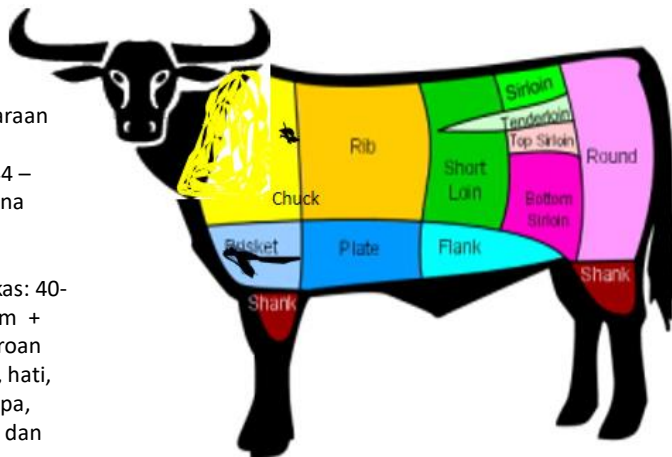 araan
4 –
na
kas: 40-
m +
roan
, hati,
pa,
dan
Sirloin
Tenderloin
Top Sirloin
Rib
Short
Loin
Round
Chuck
Bottom
Sirloin
Brisket
Plate
Flank
Shank
Shank